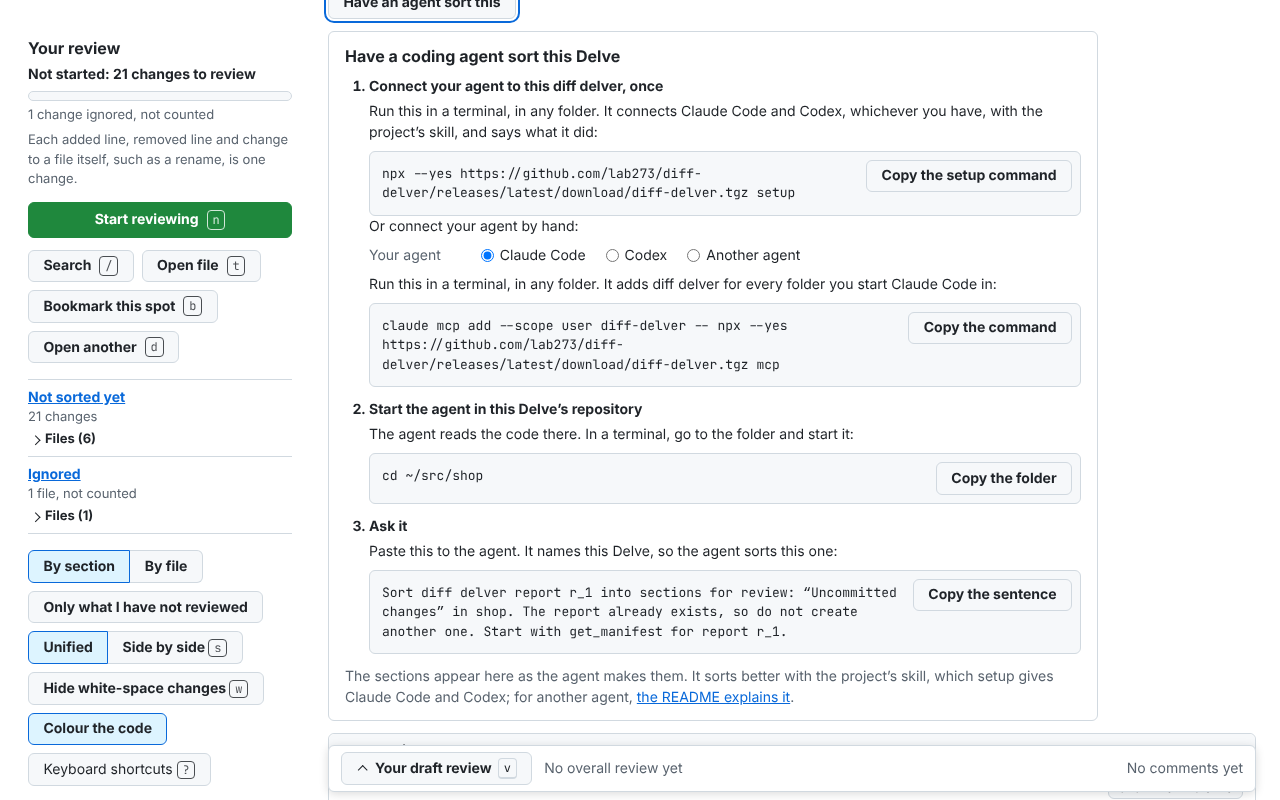 Have an agent sort this
Your review
Not started: 21 changes to review
1 change ignored, not counted
Each added line, removed line and change
to a file itself, such as a rename, is one
change.
Start reviewing n
Search / Open file t
Bookmark this spot b
Open another d
Not sorted yet
21 changes
Files (6)
Ignored
1 file, not counted
Files (1)
By section By file
Only what I have not reviewed
Unified Side by side s
Hide white-space changes w
Colour the code
Keyboard shortcuts ?
Have a coding agent sort this Delve
1. Connect your agent to this diff delver, once
Run this in a terminal, in any folder. It connects Claude Code and Codex, whichever you have, with the
project’s skill, and says what it did:
npx --yes https://github.com/lab273/diff-
delver/releases/latest/download/diff-delver.tgz setup
Copy the setup command
Or connect your agent by hand:
Your agent Claude Code Codex Another agent
Run this in a terminal, in any folder. It adds diff delver for every folder you start Claude Code in:
claude mcp add --scope user diff-delver -- npx --yes
https://github.com/lab273/diff-
delver/releases/latest/download/diff-delver.tgz mcp
Copy the command
2. Start the agent in this Delve’s repository
The agent reads the code there. In a terminal, go to the folder and start it:
cd ~/src/shop
Copy the folder
3. Ask it
Paste this to the agent. It names this Delve, so the agent sorts this one:
Sort diff delver report r_1 into sections for review: “Uncommitted
changes” in shop. The report already exists, so do not create
another one. Start with get_manifest for report r_1.
Copy the sentence
The sections appear here as the agent makes them. It sorts better with the project’s skill, which setup gives
Claude Code and Codex; for another agent, the README explains it.
Your draft review v No overall review yet No comments yet